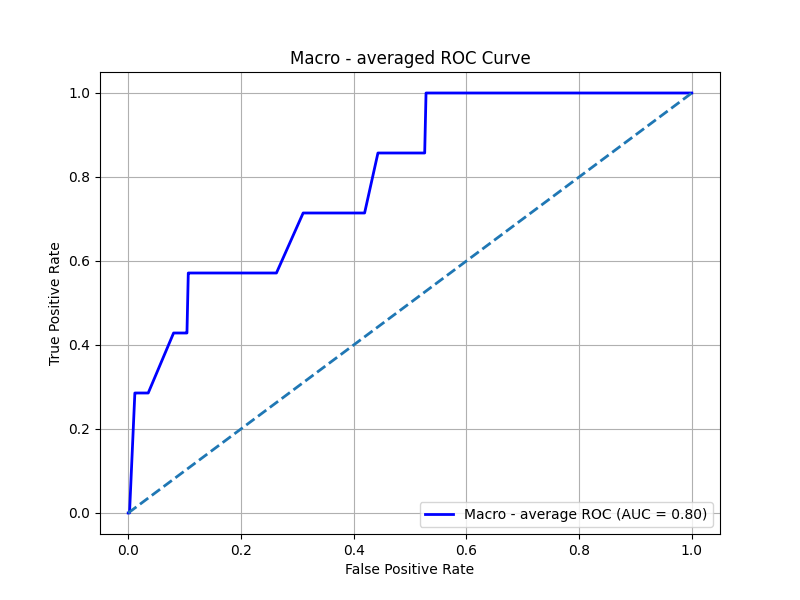 Macro - averaged ROC Curve
True Positive Rate
1.0
0.8
0.6
0.4
0.2
0.0
Macro - average ROC (AUC = 0.80)
0.0 0.2 0.4 0.6 0.8 1.0
False Positive Rate